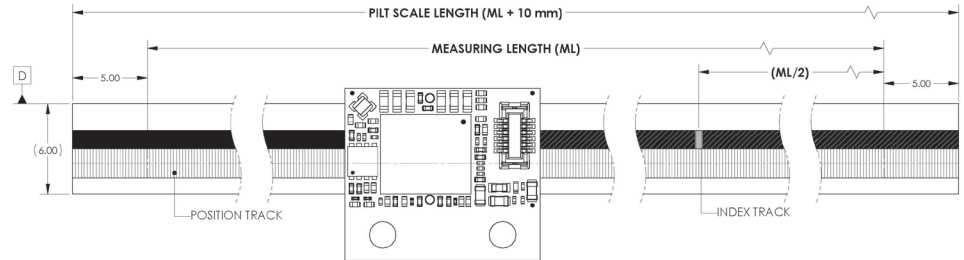 PILT SCALE LENGTH (ML + 10 mm)
MEASURING LENGTH (ML)
D
5.00
(ML/2)
5.00
(6.00)
POSITION TRACK
INDEX TRACK